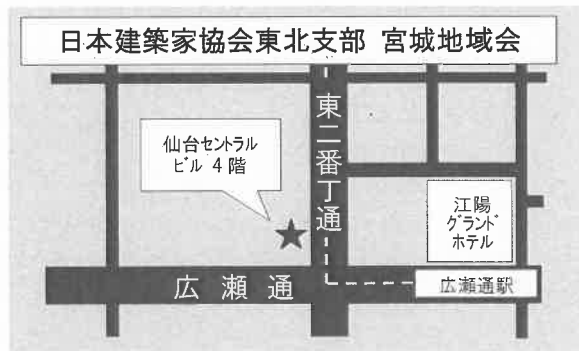 日本建築家協会東北支部 宮城地域会
東二番丁通
仙台セントラル
ビル 4階
江陽
グランド
ホテル
広瀬通
広瀬通駅